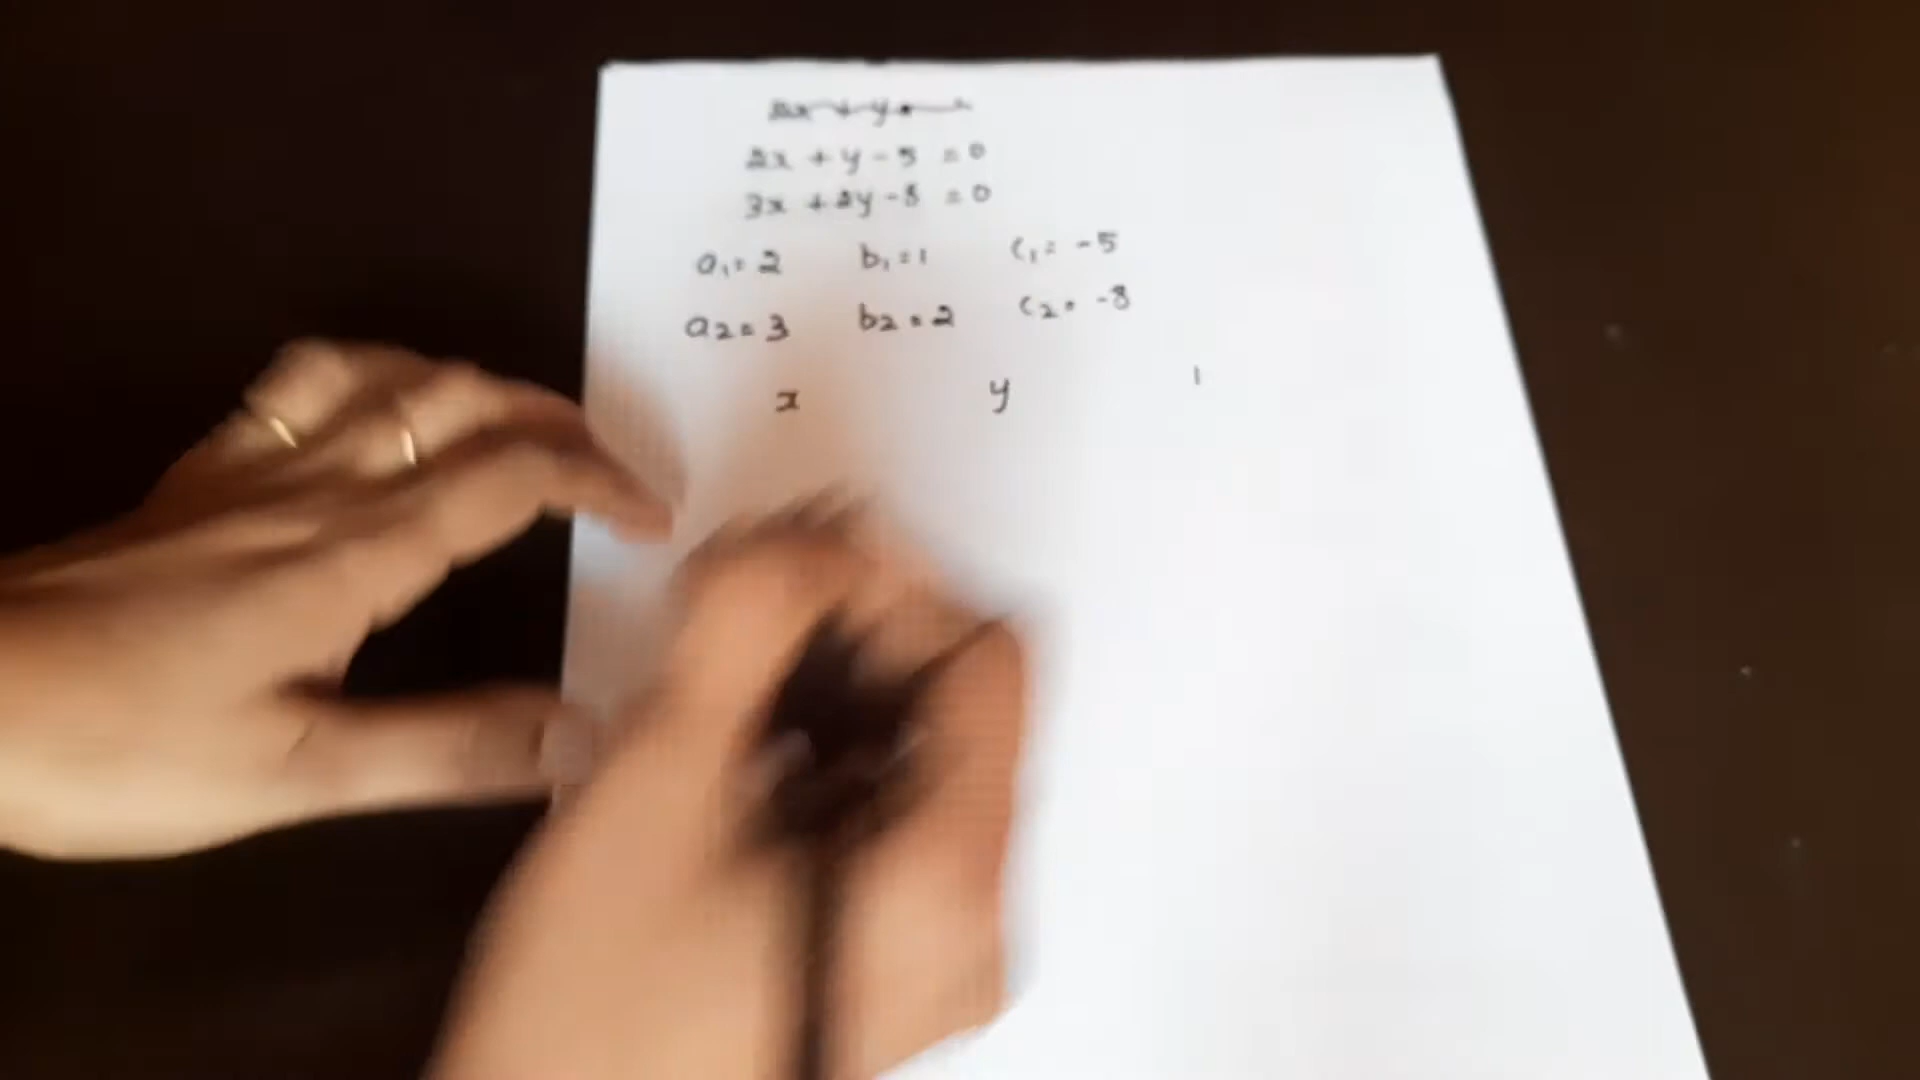 2x + y
2x + y - 5 = 0
3x + 2y - 8 = 0
a₁ = 2 b₁ = 1 c₁ = -5
a₂ = 3 b₂ = 2 c₂ = -8
x y 1